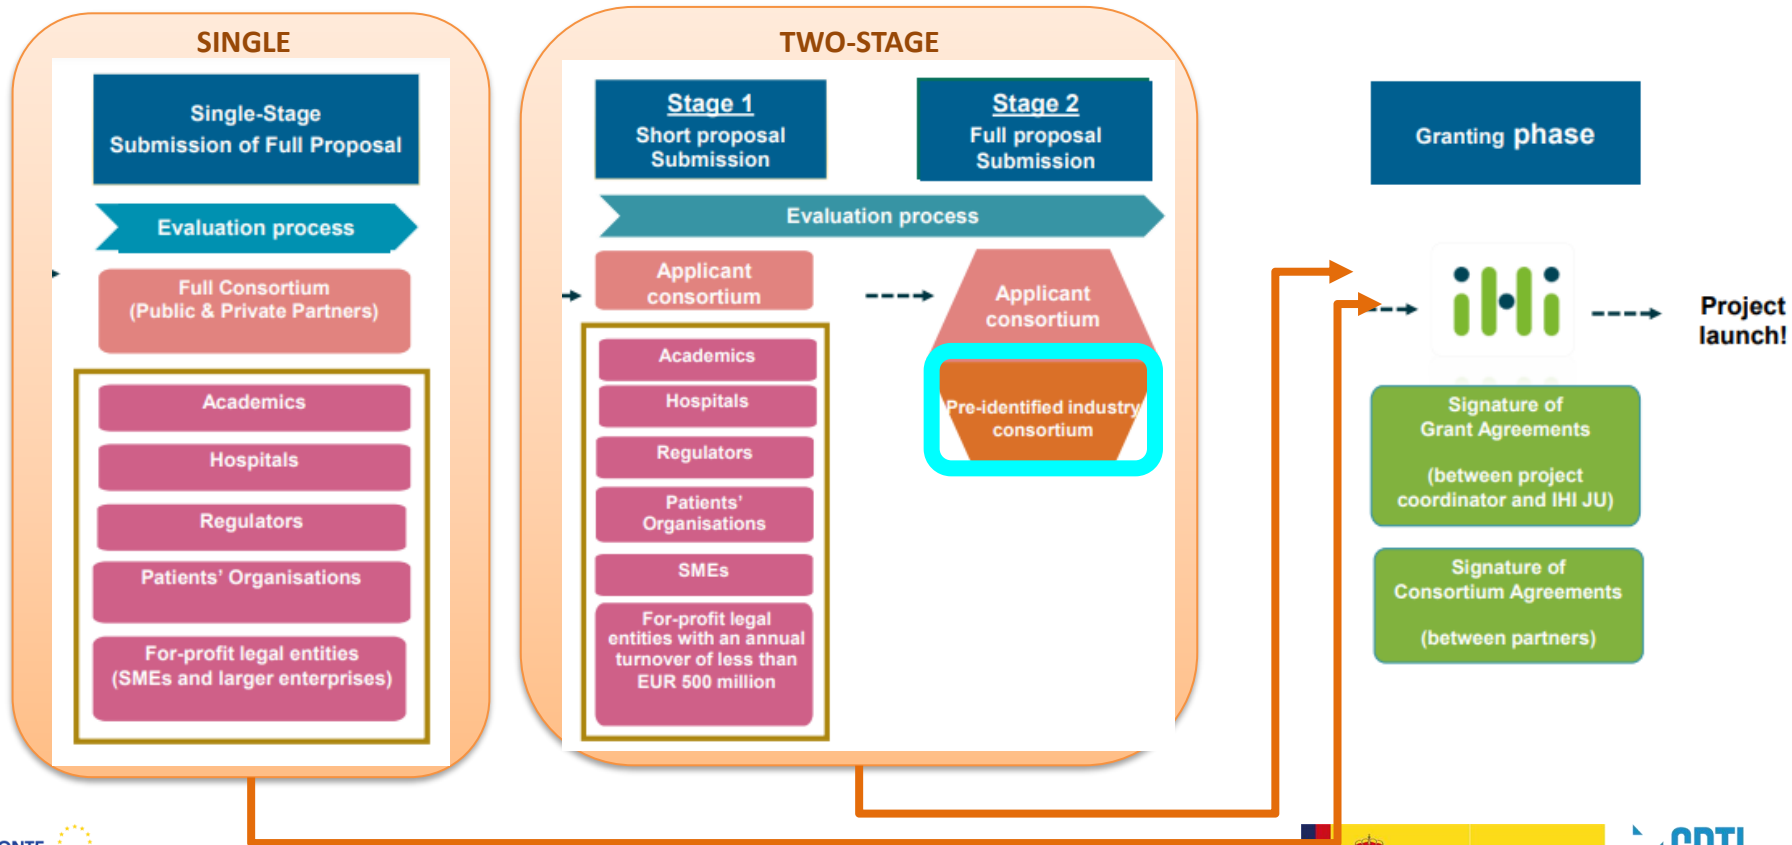 SINGLE
Single-Stage
Submission of Full Proposal
Evaluation process
Full Consortium
(Public & Private Partners)
Academics
Hospitals
Regulators
Patients' Organisations
For-profit legal entities
(SMEs and larger enterprises)
TWO-STAGE
Stage 1
Short proposal
Submission
Stage 2
Full proposal
Submission
Evaluation process
Applicant
consortium
Academics
Hospitals
Regulators
Patients'
Organisations
SMEs
For-profit legal
entities with an annual
turnover of less than
EUR 500 million
Applicant
consortium
Pre-identified industry
consortium
Granting phase
iHi
Project
launch!
Signature of
Grant Agreements
(between project
coordinator and IHI JU)
Signature of
Consortium Agreements
(between partners)